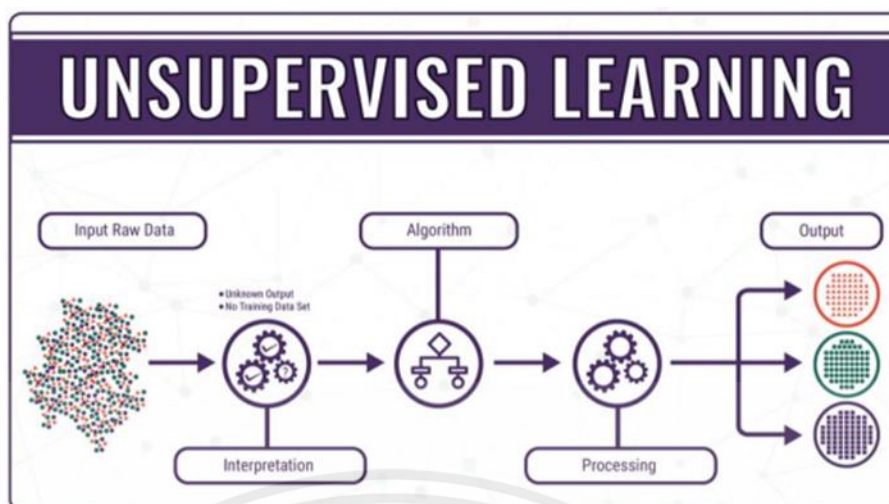 UNSUPERVISED LEARNING
Input Raw Data
Algorithm
Output
• Unknown Output
• No Training Data Set
?
Interpretation
Processing